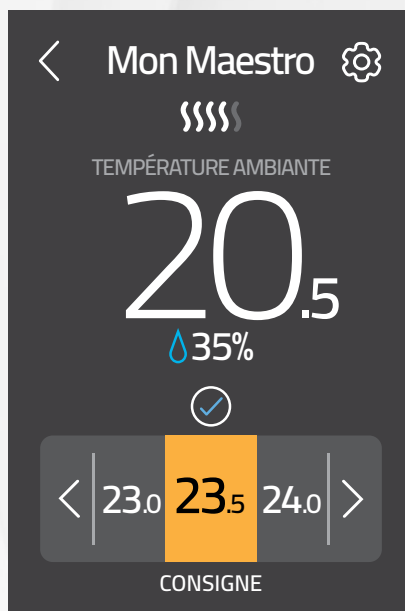 Mon Maestro
TEMPÉRATURE AMBIANTE
20.5
35%
23.0 23.5 24.0
CONSIGNE